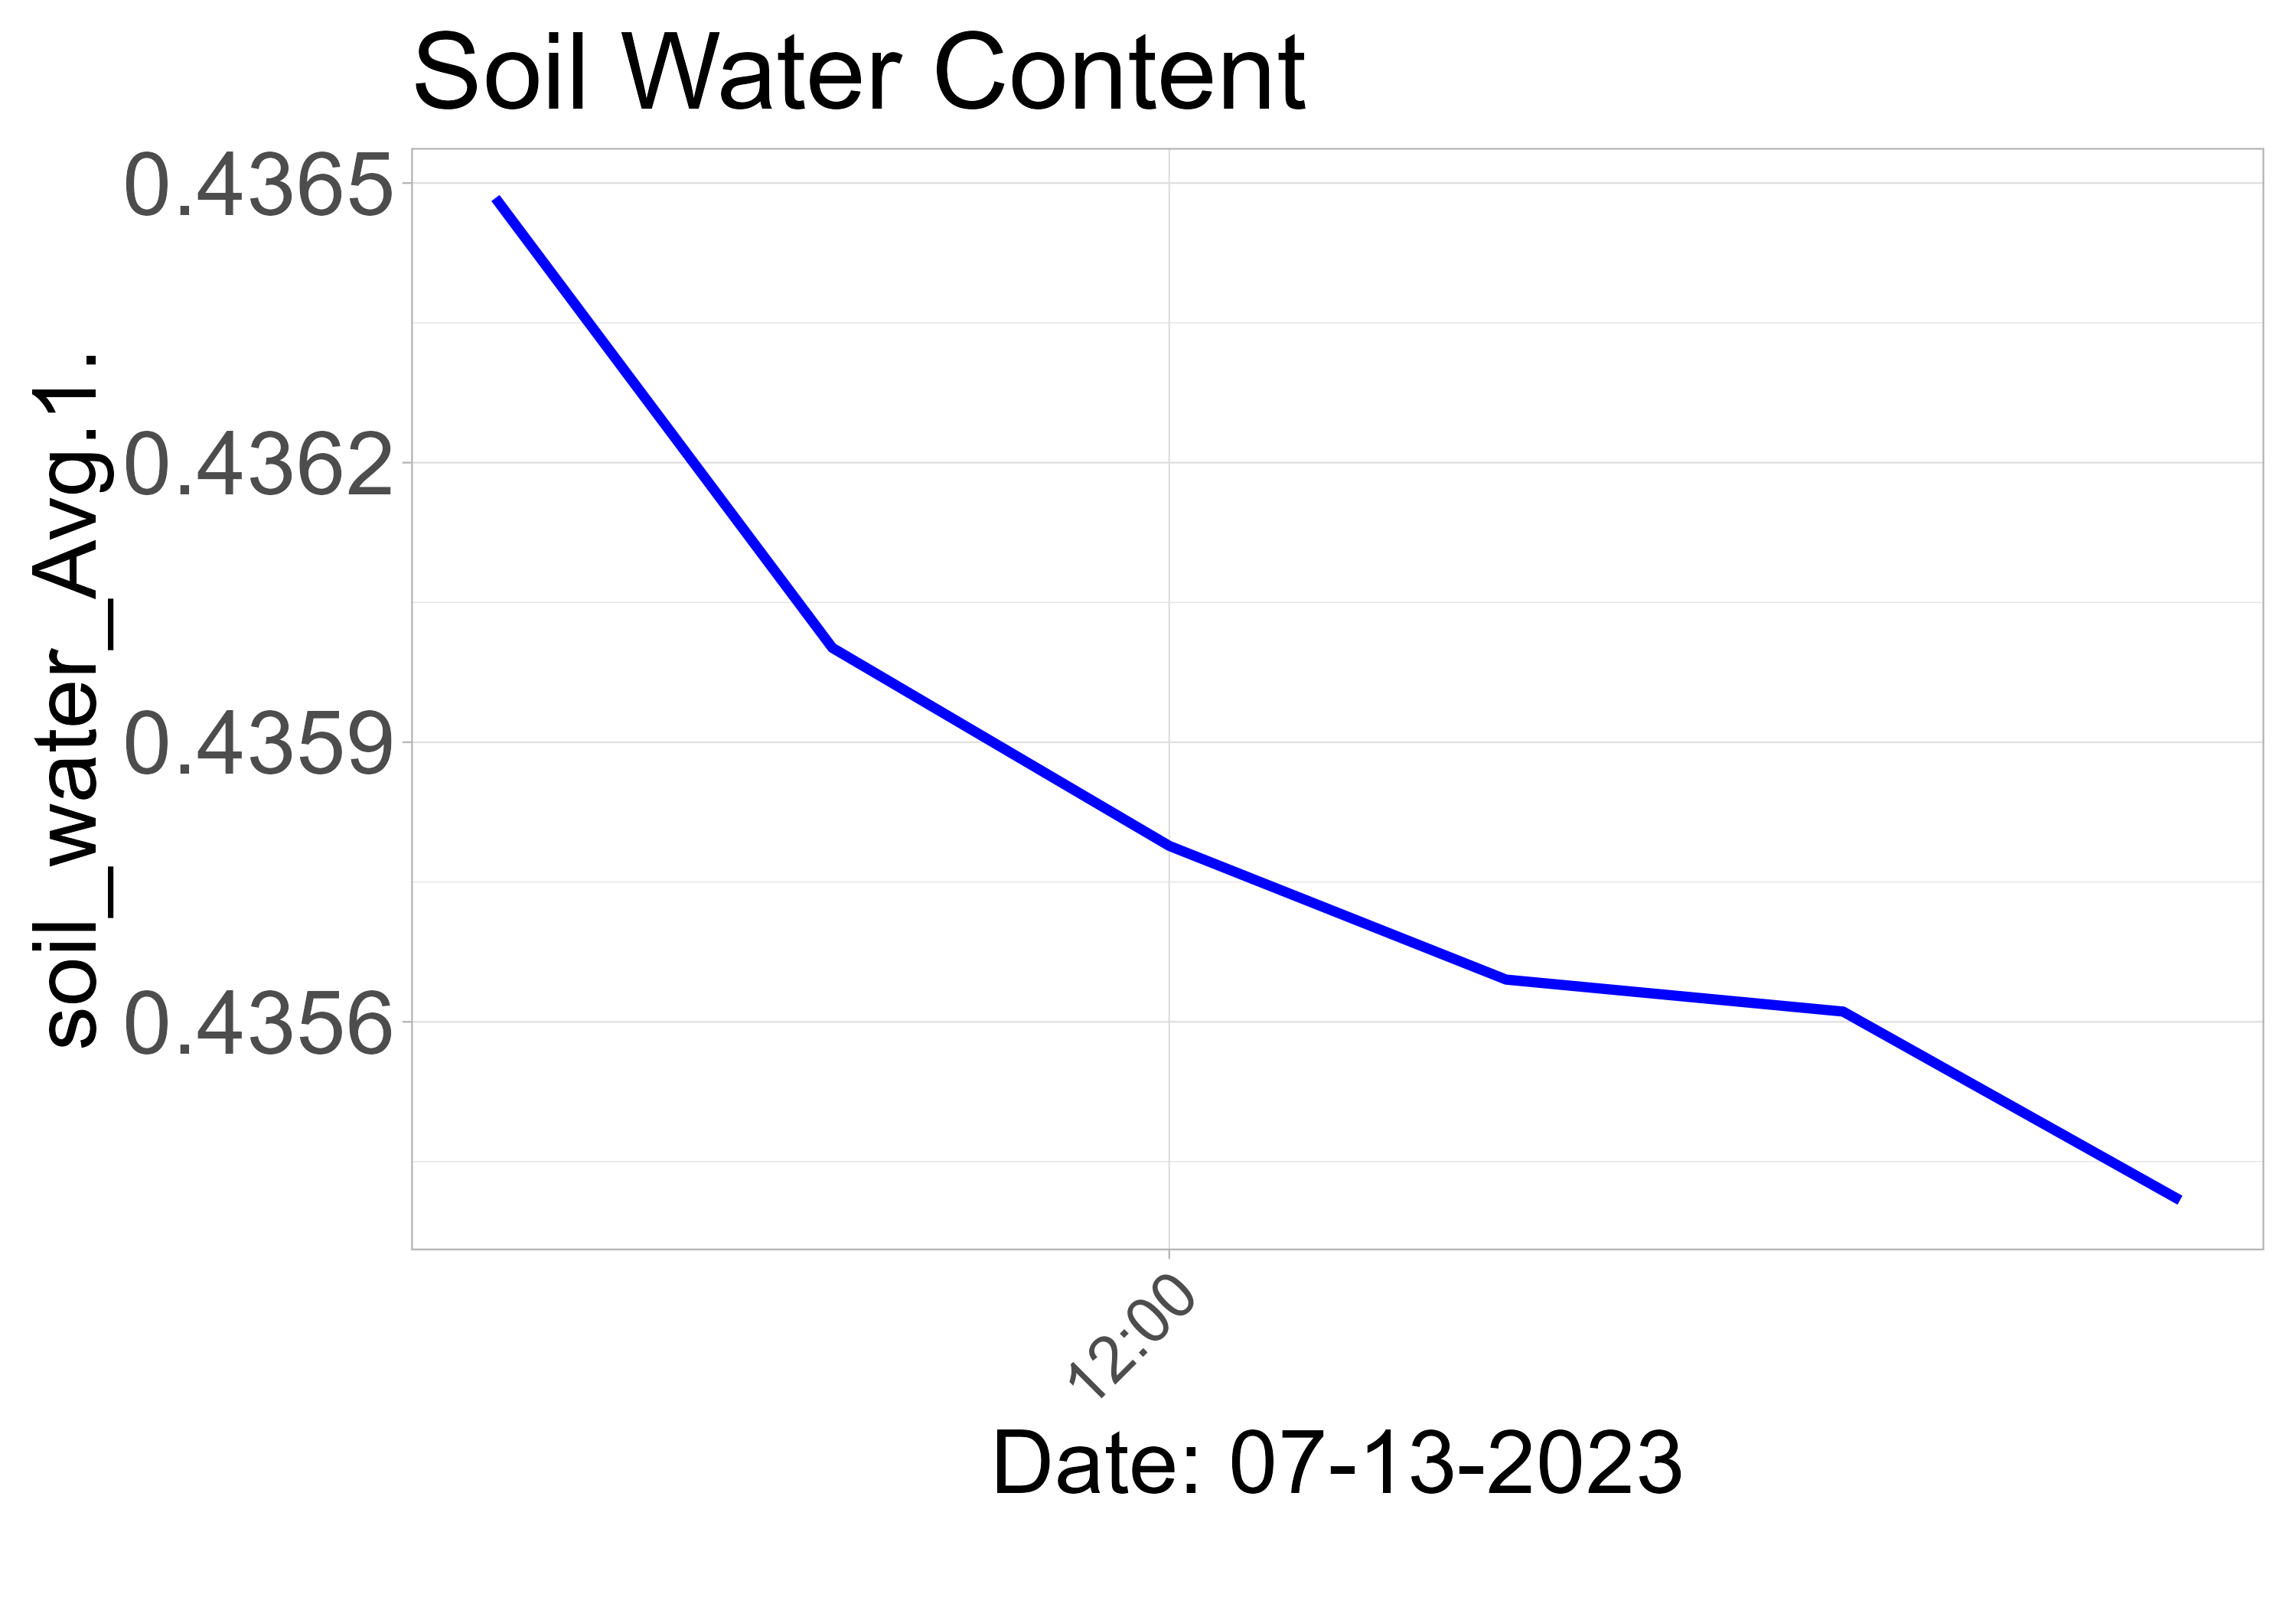 Soil Water Content
soil_water_Avg.1.
0.4365
0.4362
0.4359
0.4356
12:00
Date: 07-13-2023